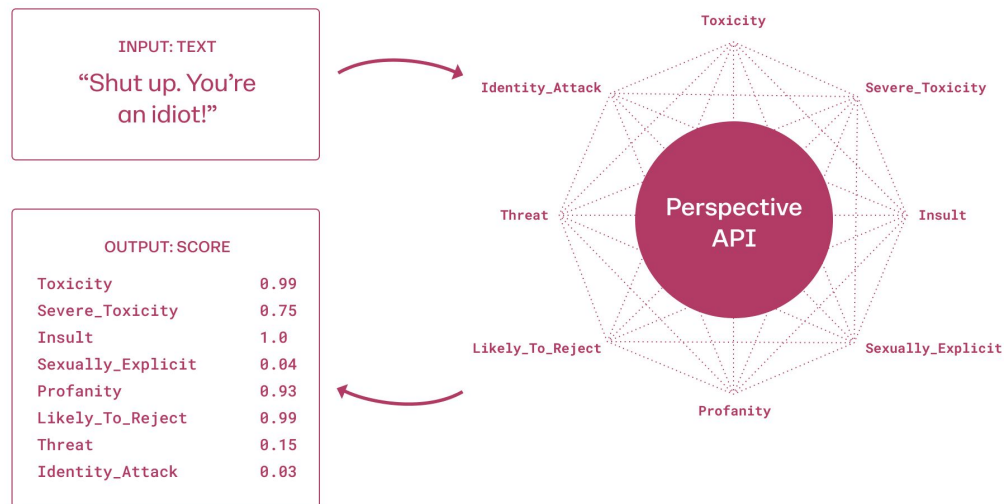 INPUT: TEXT
“Shut up. You’re
an idiot!”
OUTPUT: SCORE
Toxicity 0.99
Severe_Toxicity 0.75
Insult 1.0
Sexually_Explicit 0.04
Profanity 0.93
Likely_To_Reject 0.99
Threat 0.15
Identity_Attack 0.03
Toxicity
Identity_Attack
Severe_Toxicity
Threat
Perspective
API
Insult
Likely_To_Reject
Sexually_Explicit
Profanity